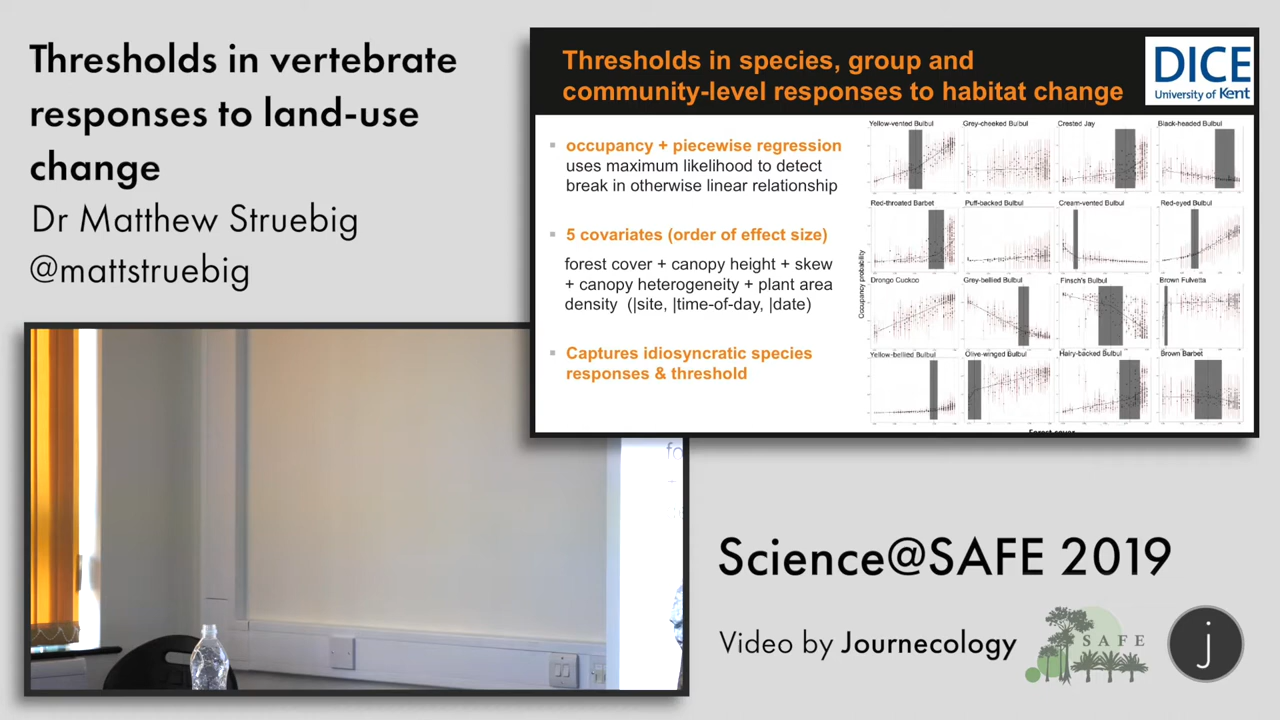 Thresholds in vertebrate
responses to land-use
change
Dr Matthew Struebig
@mattstruebig
Thresholds in species, group and
community-level responses to habitat change
DICE
University of Kent
occupancy + piecewise regression
uses maximum likelihood to detect
break in otherwise linear relationship
5 covariates (order of effect size)
forest cover + canopy height + skew
+ canopy heterogeneity + plant area
density (|site, |time-of-day, |date)
Captures idiosyncratic species
responses & threshold
Occupancy probability
Yellow-vented Bulbul
Grey-cheeked Bulbul
Crested Jay
Black-headed Bulbul
Red-throated Barbet
Puff-backed Bulbul
Cream-vented Bulbul
Red-eyed Bulbul
Drongo Cuckoo
Grey-bellied Bulbul
Finsch's Bulbul
Brown Fulvetta
Yellow-bellied Bulbul
Olive-winged Bulbul
Hairy-backed Bulbul
Brown Barbet
Forest cover
fo
Science@SAFE 2019
Video by Journecology
SAFE
j